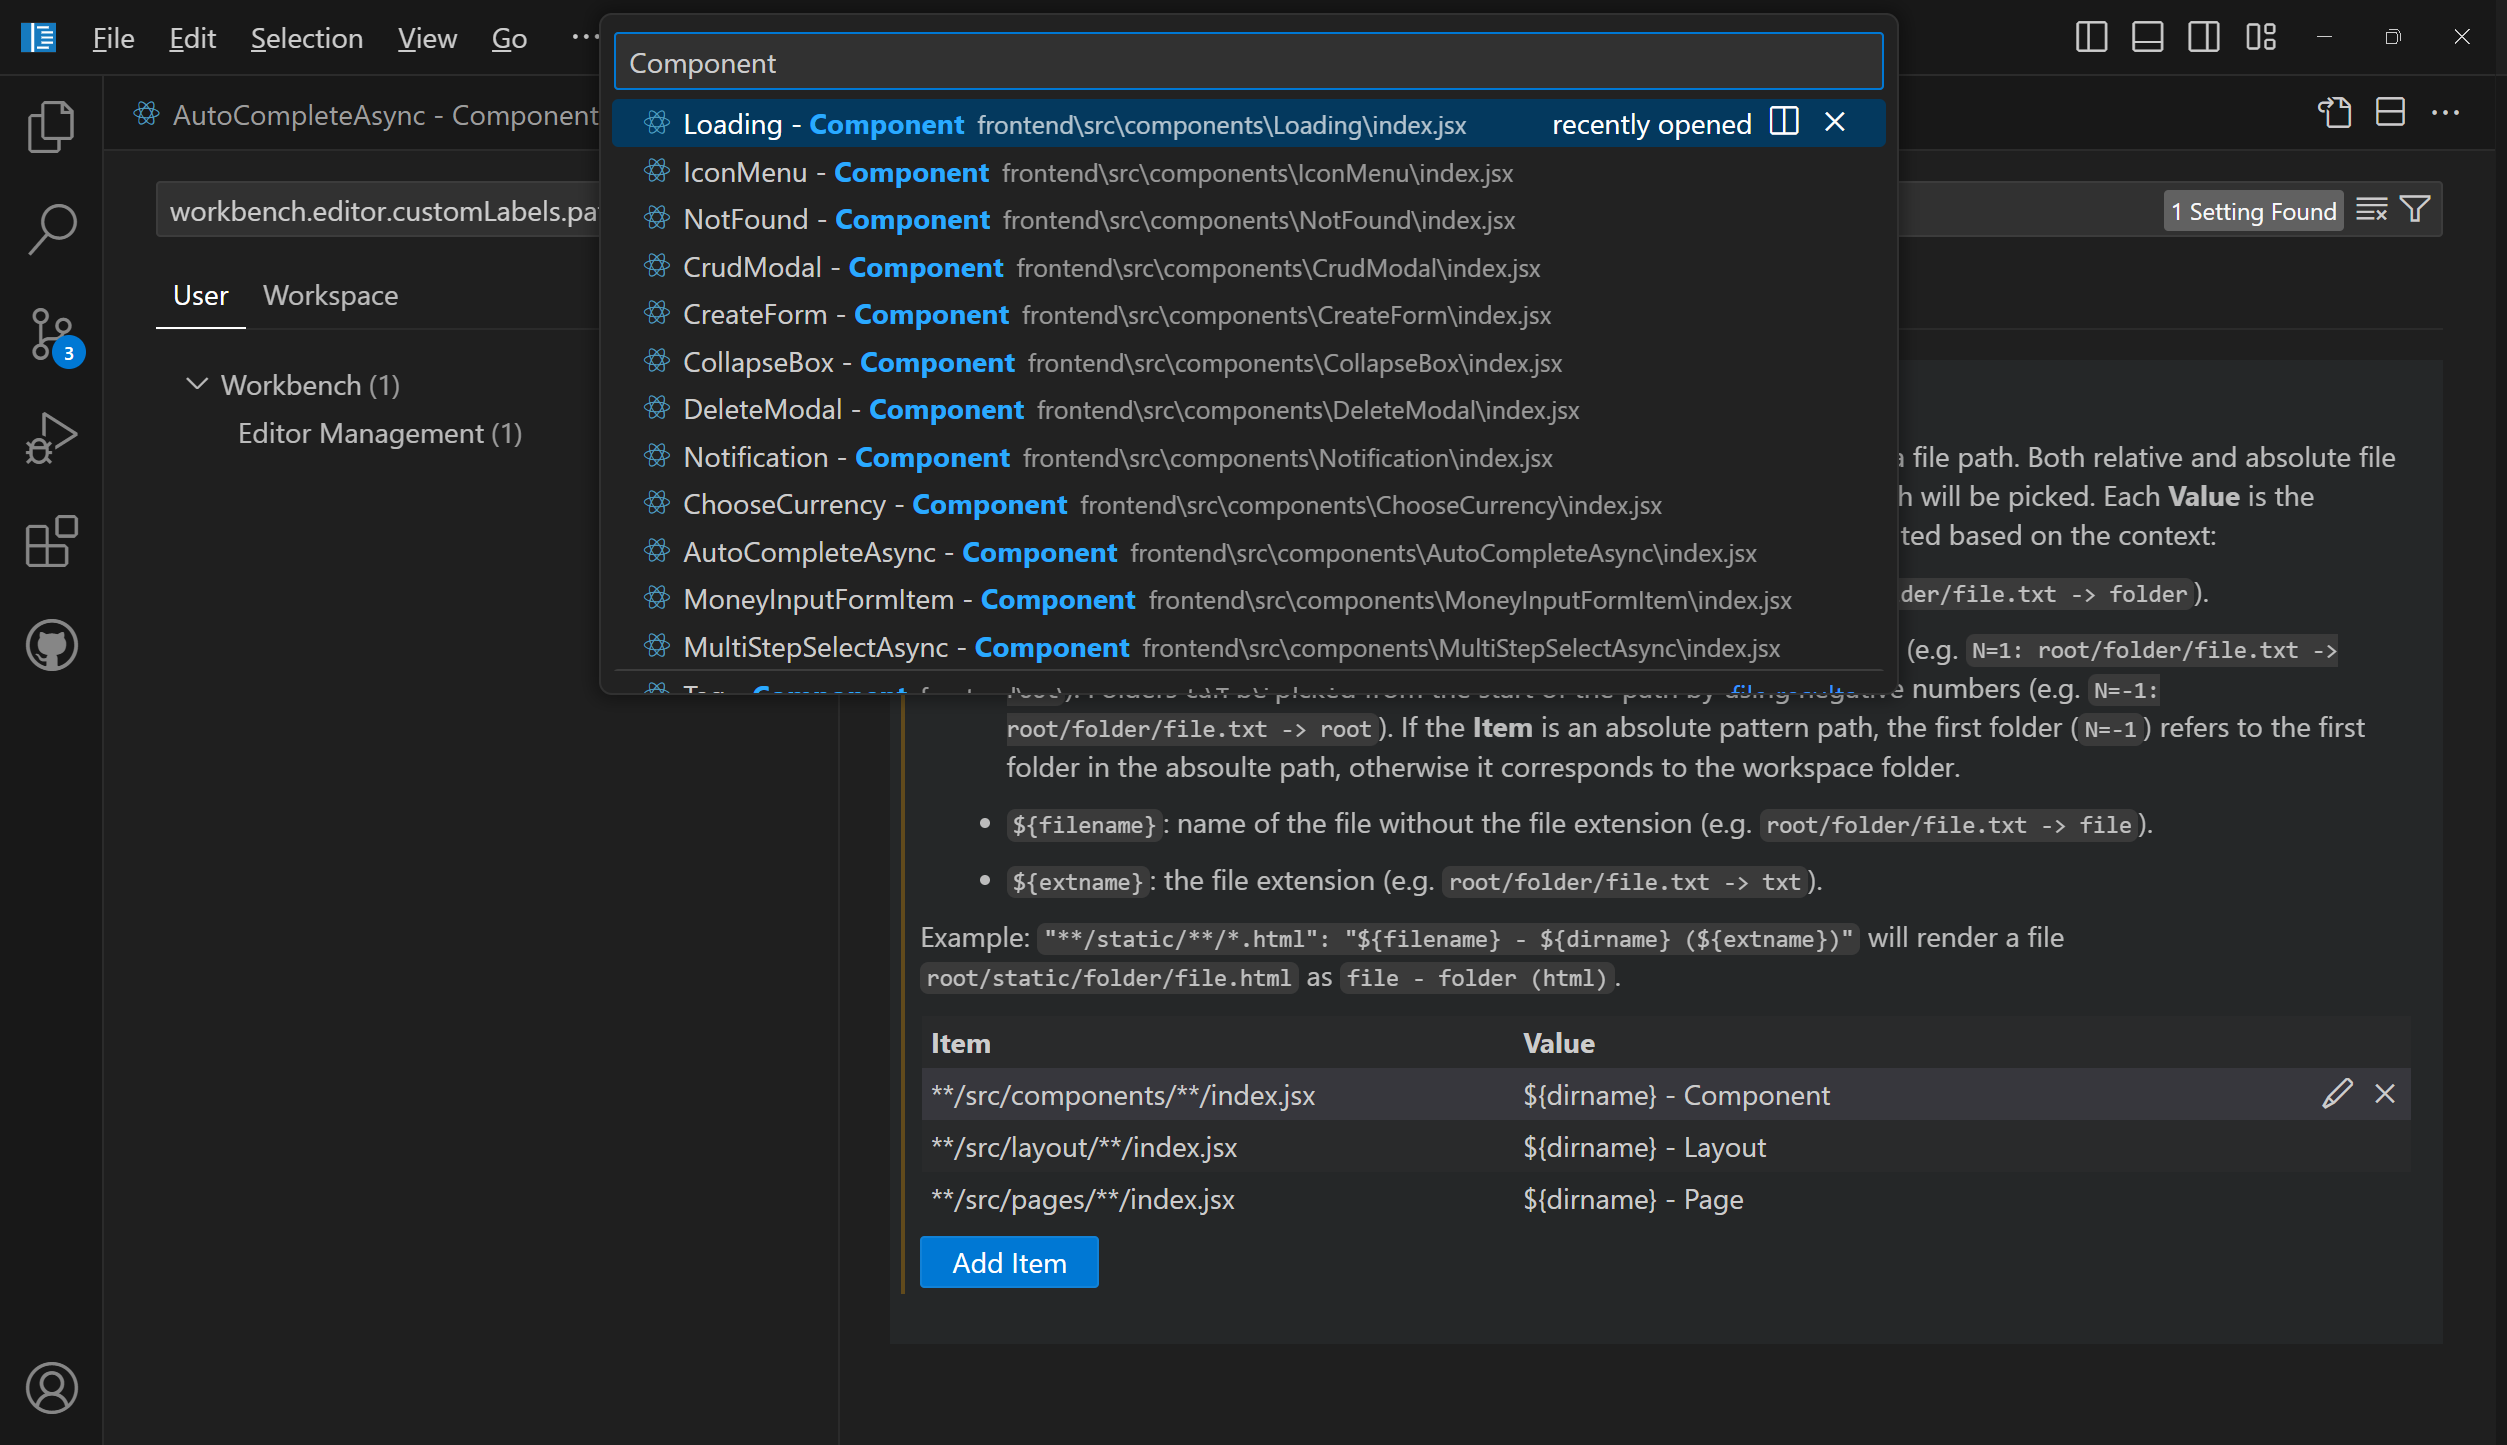 File Edit Selection View Go ···
Component
AutoCompleteAsync - Component
Loading - Component frontend\src\components\Loading\index.jsx recently opened
IconMenu - Component frontend\src\components\IconMenu\index.jsx
NotFound - Component frontend\src\components\NotFound\index.jsx
CrudModal - Component frontend\src\components\CrudModal\index.jsx
CreateForm - Component frontend\src\components\CreateForm\index.jsx
CollapseBox - Component frontend\src\components\CollapseBox\index.jsx
DeleteModal - Component frontend\src\components\DeleteModal\index.jsx
Notification - Component frontend\src\components\Notification\index.jsx
ChooseCurrency - Component frontend\src\components\ChooseCurrency\index.jsx
AutoCompleteAsync - Component frontend\src\components\AutoCompleteAsync\index.jsx
MoneyInputFormItem - Component frontend\src\components\MoneyInputFormItem\index.jsx
MultiStepSelectAsync - Component frontend\src\components\MultiStepSelectAsync\index.jsx
workbench.editor.customLabels.pa
1 Setting Found
User Workspace
3
Workbench (1)
Editor Management (1)
file path. Both relative and absolute file
h will be picked. Each Value is the
ted based on the context:
der/file.txt -> folder).
(e.g. N=1: root/folder/file.txt ->
numbers (e.g. N=-1:
root/folder/file.txt -> root). If the Item is an absolute pattern path, the first folder (N=-1) refers to the first
folder in the absoulte path, otherwise it corresponds to the workspace folder.
• ${filename}: name of the file without the file extension (e.g. root/folder/file.txt -> file).
• ${extname}: the file extension (e.g. root/folder/file.txt -> txt).
Example: "**/static/**/*.html": "${filename} - ${dirname} (${extname})" will render a file
root/static/folder/file.html as file - folder (html).
Item Value
**/src/components/**/index.jsx ${dirname} - Component
**/src/layout/**/index.jsx ${dirname} - Layout
**/src/pages/**/index.jsx ${dirname} - Page
Add Item